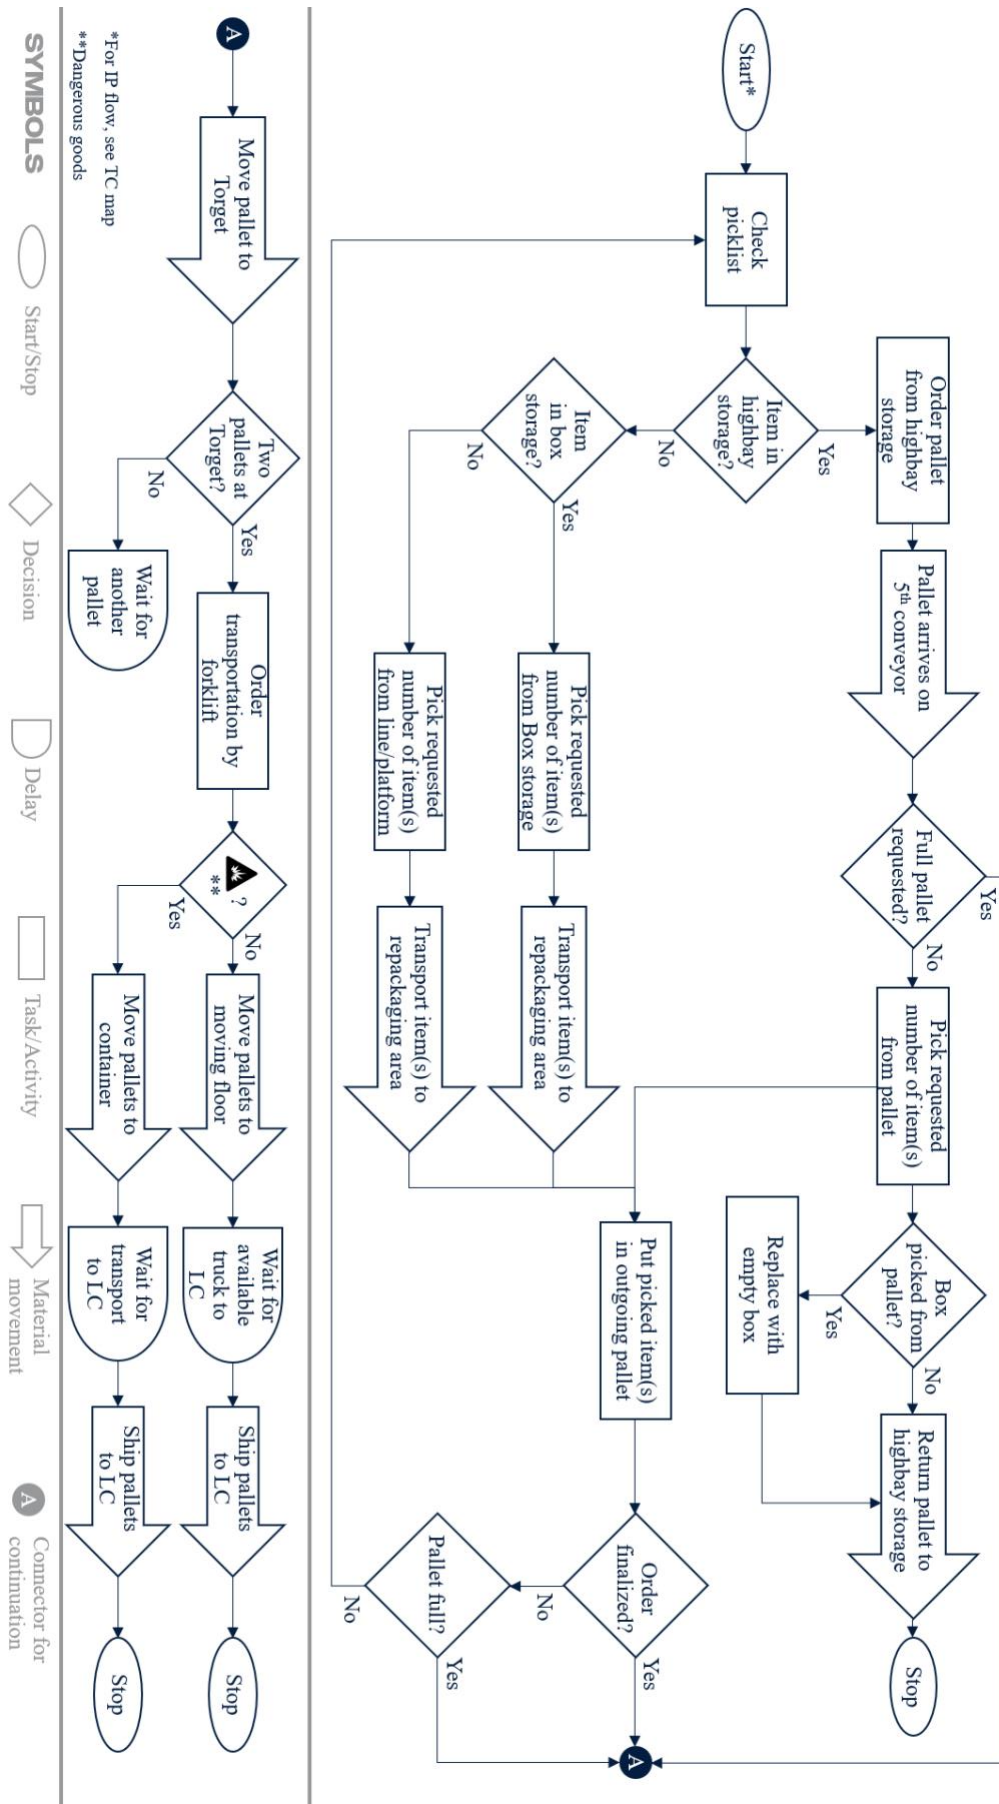 Start*
Check
picklist
Item in
highbay
storage?
Yes
No
Order pallet
from highbay
storage
Pallet arrives on
5th conveyor
Full pallet
requested?
Yes
No
Pick requested
number of item(s)
from pallet
Box
picked from
pallet?
Yes
No
Replace with
empty box
Return pallet to
highbay storage
Stop
Item
in box
storage?
Yes
No
Pick requested
number of item(s)
from Box storage
Transport item(s) to
repackaging area
Pick requested
number of item(s)
from line/platform
Transport item(s) to
repackaging area
Put picked item(s)
in outgoing pallet
Order
finalized?
Yes
No
Pallet full?
Yes
No
A
A
Move pallet to
Torget
Two
pallets at
Torget?
Yes
No
Wait for
another
pallet
Order
transportation by
forklift
?
**
No
Yes
Move pallets to
moving floor
Wait for
available
truck to
LC
Ship pallets
to LC
Stop
Move pallets to
container
Wait for
transport
to LC
Ship pallets
to LC
Stop
*For IP flow, see TC map
**Dangerous goods
SYMBOLS
Start/Stop
Decision
Delay
Task/Activity
Material
movement
A
Connector for
continuation